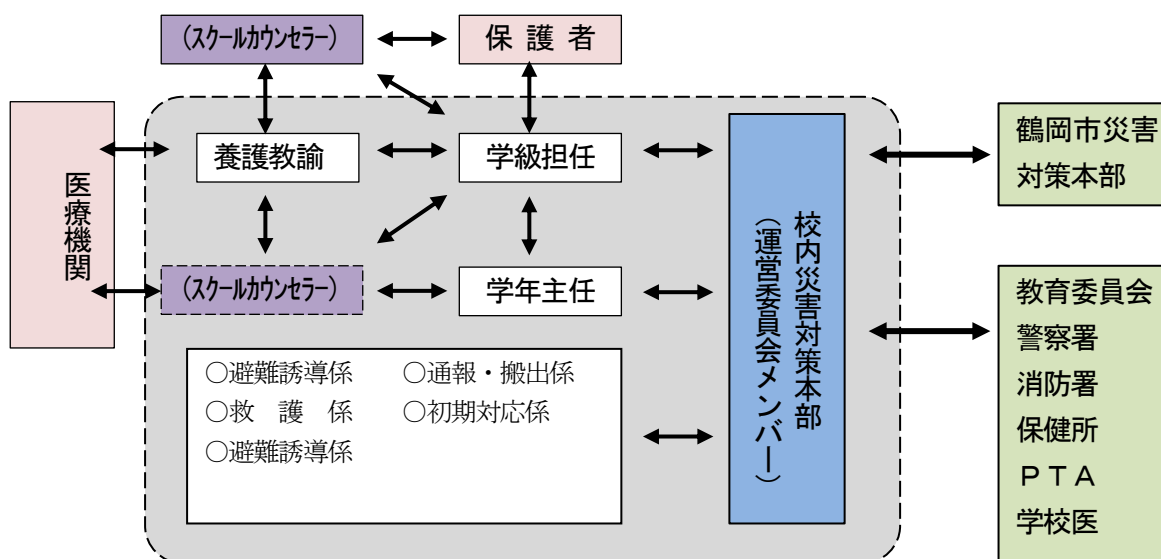 （スクールカウンセラー）
保 護 者
医療機関
養護教諭
学級担任
（スクールカウンセラー）
学年主任
○避難誘導係　○通報・搬出係
○救　護　係　○初期対応係
○避難誘導係
校内災害対策本部
（運営委員会メンバー）
鶴岡市災害
対策本部
教育委員会
警察署
消防署
保健所
ＰＴＡ
学校医